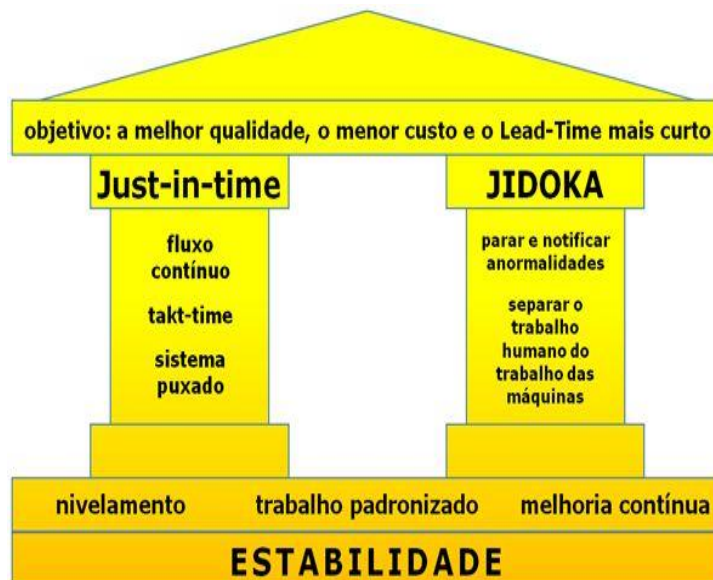 objetivo: a melhor qualidade, o menor custo e o Lead-Time mais curto
Just-in-time
fluxo
contínuo
takt-time
sistema
puxado
JIDOKA
parar e notificar
anormalidades
separar o
trabalho
humano do
trabalho das
máquinas
nivelamento
trabalho padronizado
melhoria contínua
ESTABILIDADE